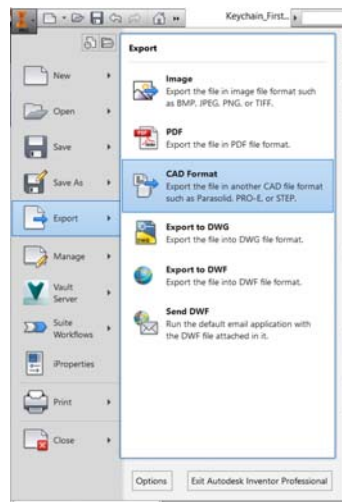 Keychain_First...
New
Open
Save
Save As
Export
Manage
Vault
Server
Suite
Workflows
iProperties
Print
Close
Export
Image
Export the file in image file format such
as BMP, JPEG, PNG, or TIFF.
PDF
Export the file in PDF file format.
CAD Format
Export the file in another CAD file format
such as Parasolid, PRO-E, or STEP.
Export to DWG
Export the file into DWG file format.
Export to DWF
Export the file into DWF file format.
Send DWF
Run the default email application with
the DWF file attached in it.
Options
Exit Autodesk Inventor Professional